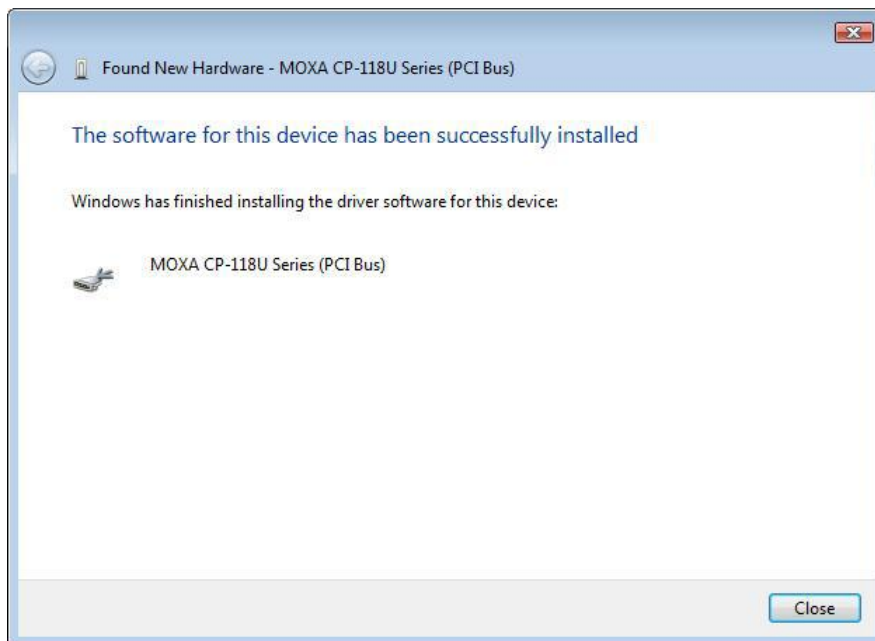 Found New Hardware - MOXA CP-118U Series (PCI Bus)
The software for this device has been successfully installed
Windows has finished installing the driver software for this device:
MOXA CP-118U Series (PCI Bus)
Close